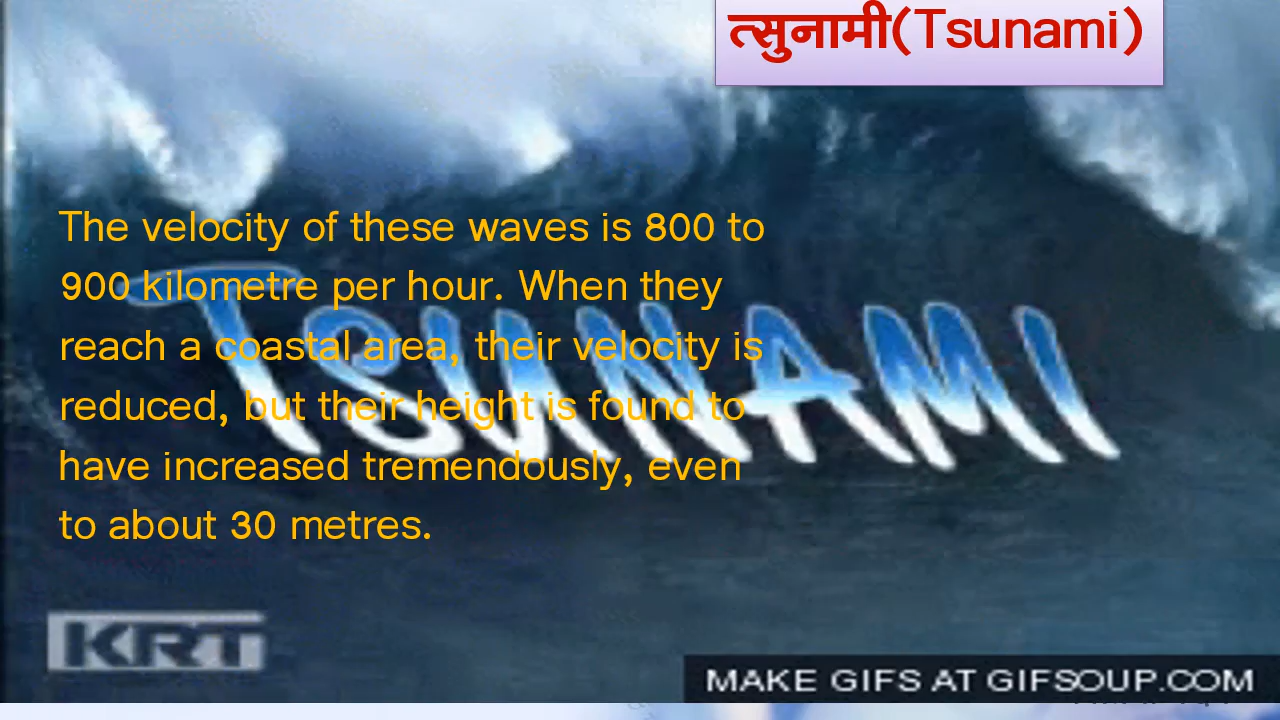 त्सुनामी(Tsunami)
The velocity of these waves is 800 to
900 kilometre per hour. When they
reach a coastal area, their velocity is
reduced, but their height is found to
have increased tremendously, even
to about 30 metres.
TSUNAMI
KRT
MAKE GIFS AT GIFSOUP.COM